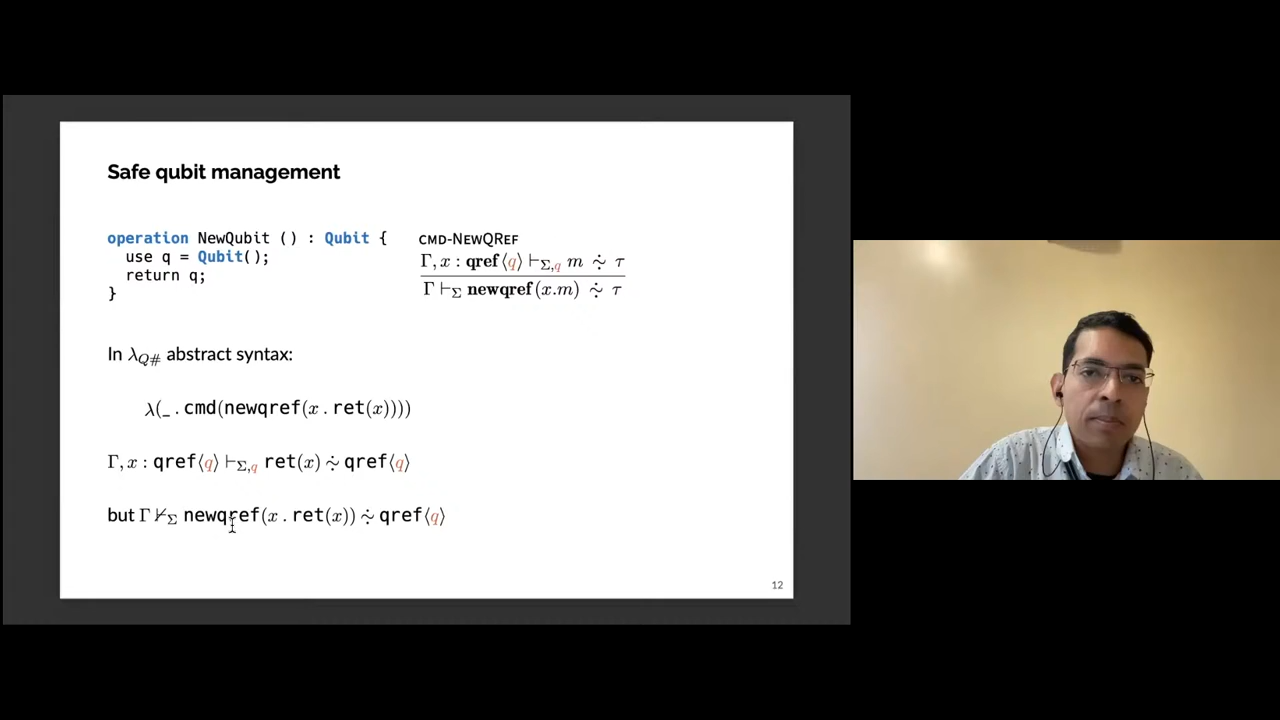 Safe qubit management
operation NewQubit () : Qubit {
use q = Qubit();
return q;
}
CMD-NEWQREF
Γ, x : qref⟨q⟩ ⊢Σ,q m ∻ τ
Γ ⊢Σ newqref(x.m) ∻ τ
In λQ# abstract syntax:
λ(_ . cmd(newqref(x . ret(x))))
Γ, x : qref⟨q⟩ ⊢Σ,q ret(x) ∻ qref⟨q⟩
but Γ ⊬Σ newqref(x . ret(x)) ∻ qref⟨q⟩
12